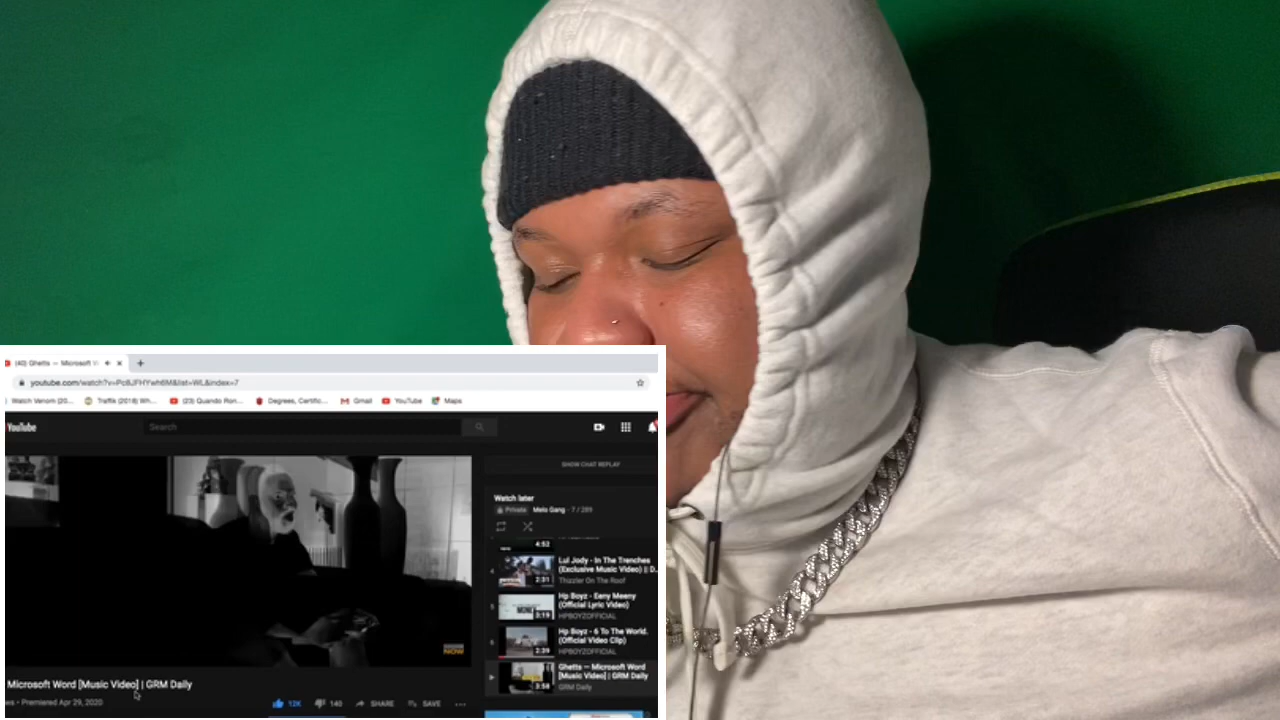 (40) Ghetts — Microsoft W
youtube.com/watch?v=Pc8JFHYwh6M&list=WL&index=7
Watch Venom (20...
Traffik (2018) Wh...
(23) Quando Ron...
Degrees, Certific...
Gmail
YouTube
Maps
YouTube
Search
SHOW CHAT REPLAY
Watch later
Private Melo Gang - 7 / 289
4:52
4
Lul Jody - In The Trenches
(Exclusive Music Video) || D...
Thizzler On The Roof
2:31
5
Hp Boyz - Eeny Meeny
(Official Lyric Video)
HPBOYZOFFICIAL
MONEY
3:19
6
Hp Boyz - 6 To The World.
(Official Video Clip)
HPBOYZOFFICIAL
2:39
Ghetts — Microsoft Word
[Music Video] | GRM Daily
GRM Daily
3:58
NOW
Microsoft Word [Music Video] | GRM Daily
ws • Premiered Apr 29, 2020
12K
140
SHARE
SAVE